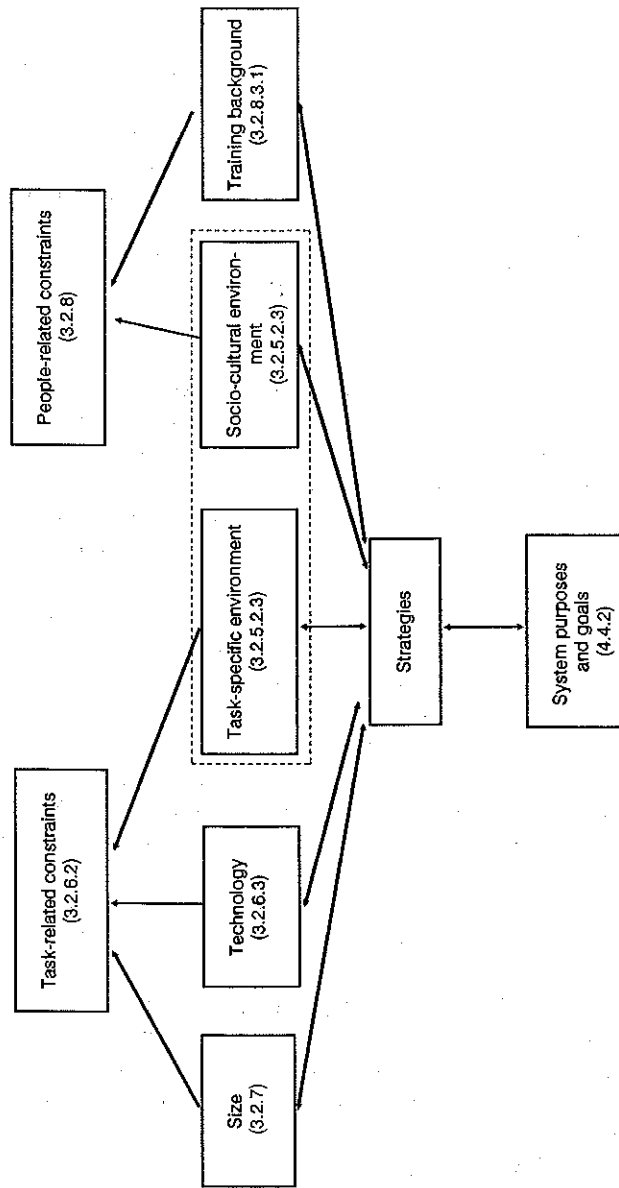 Task-related constraints
(3.2.6.2)
People-related constraints
(3.2.8)
Size
(3.2.7)
Technology
(3.2.6.3)
Task-specific environment
(3.2.5.2.3)
Socio-cultural environ-
ment
(3.2.5.2.3)
Training background
(3.2.8.3.1)
Strategies
System purposes
and goals
(4.4.2)